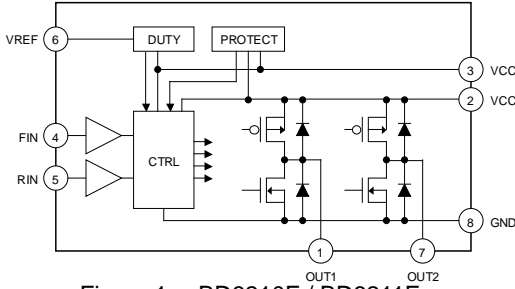 VREF 6 DUTY PROTECT
3 VCC
2 VCC
FIN 4
CTRL
RIN 5
8 GND
1 7
OUT1 OUT2